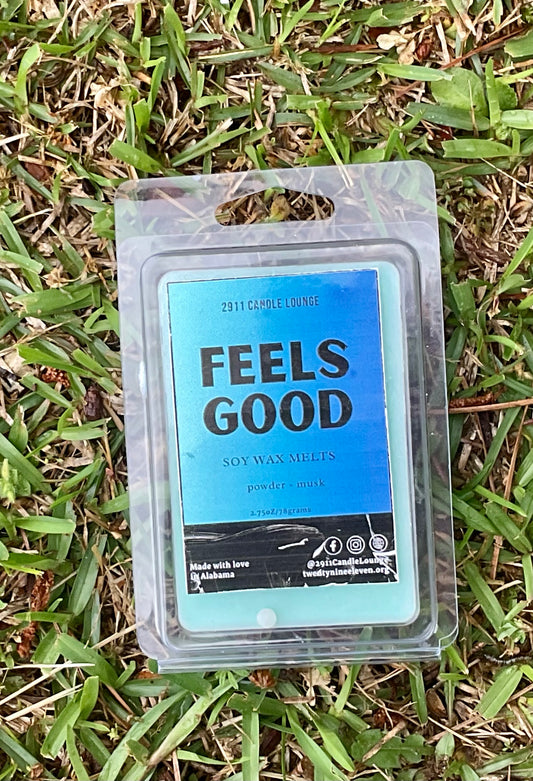 2911 CANDLE LOUNGE
FEELS
GOOD
SOY WAX MELTS
powder - musk
2.75oz/78grams
Made with love
in Alabama
@2911CandleLounge
twentynineeleven.org